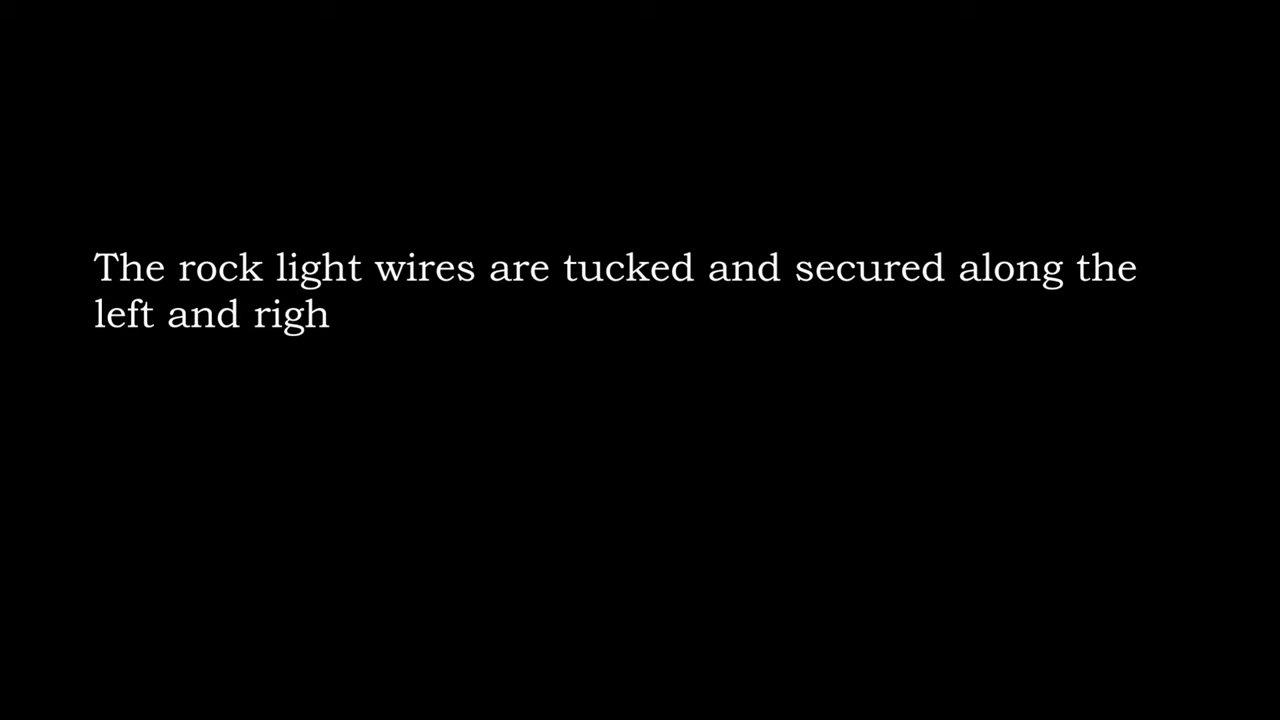 The rock light wires are tucked and secured along the
left and righ